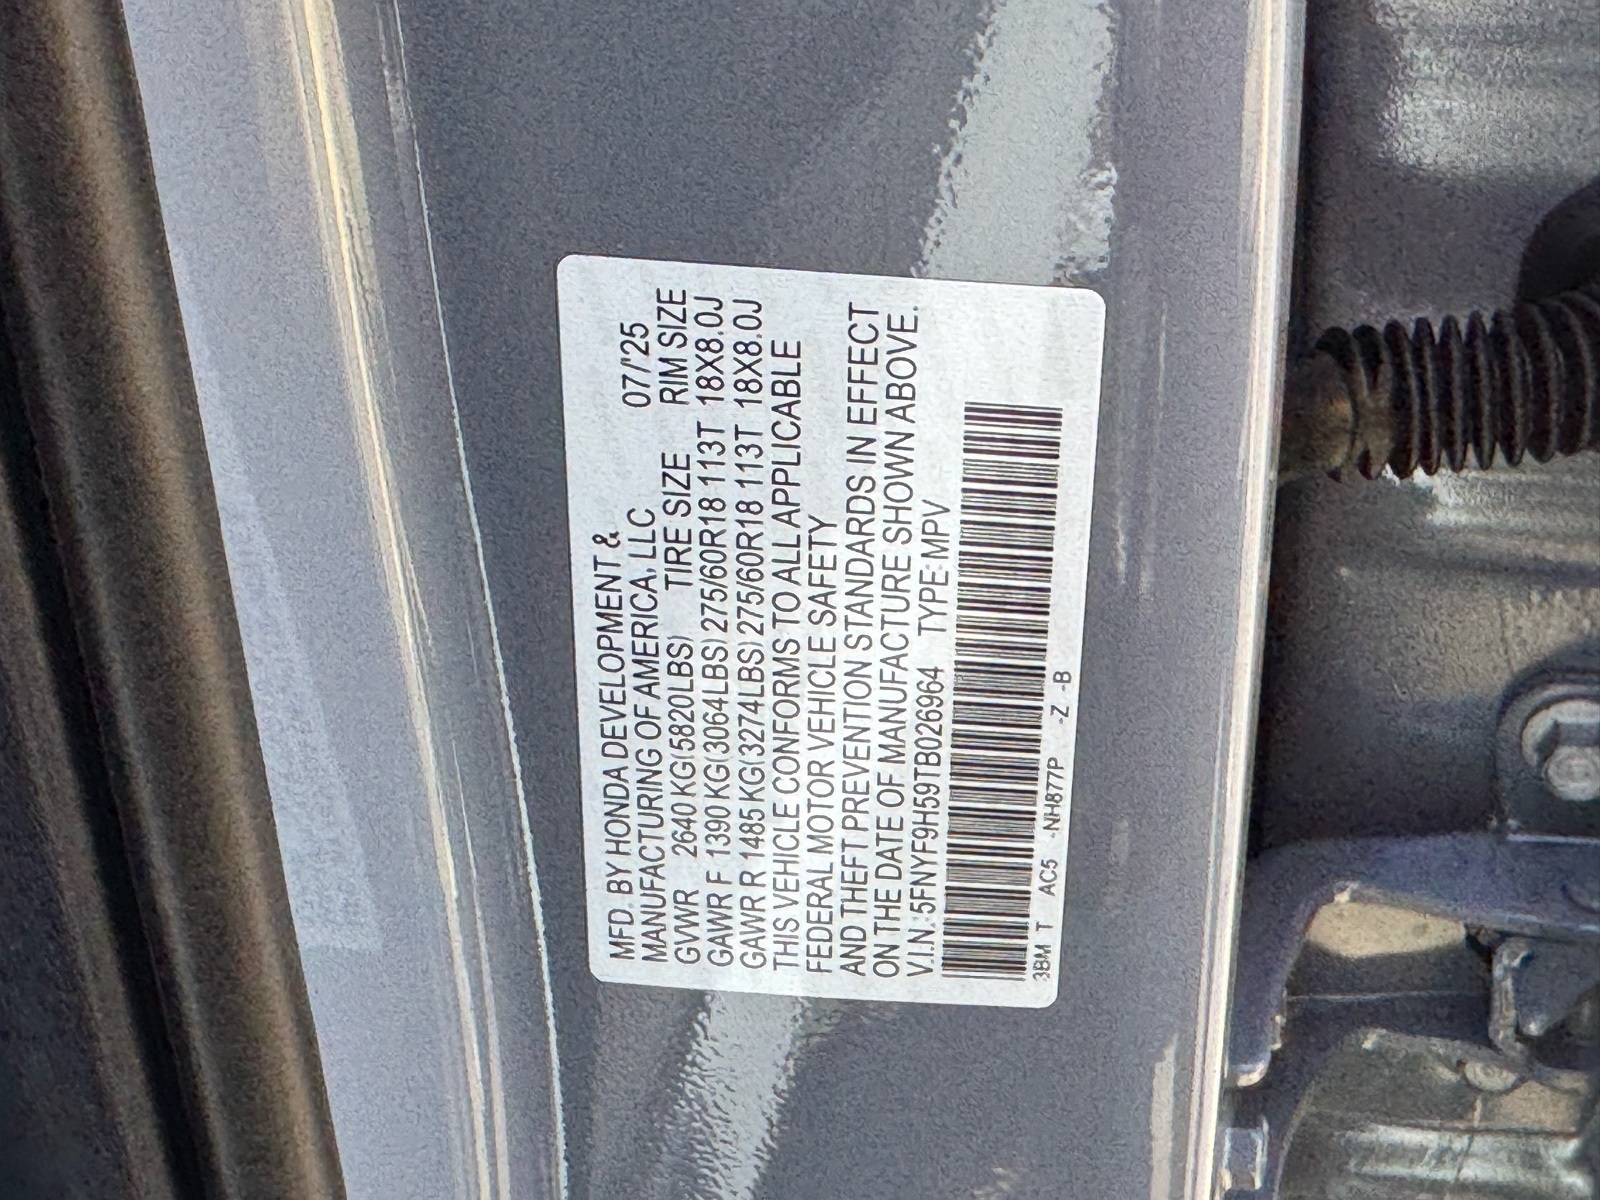 MFD. BY HONDA DEVELOPMENT &
MANUFACTURING OF AMERICA, LLC 07/'25
GVWR 2640 KG(5820LBS) TIRE SIZE RIM SIZE
GAWR F 1390 KG(3064LBS) 275/60R18 113T 18X8.0J
GAWR R 1485 KG(3274LBS) 275/60R18 113T 18X8.0J
THIS VEHICLE CONFORMS TO ALL APPLICABLE
FEDERAL MOTOR VEHICLE SAFETY
AND THEFT PREVENTION STANDARDS IN EFFECT
ON THE DATE OF MANUFACTURE SHOWN ABOVE.
V.I.N.:5FNYF9H59TB026964 TYPE:MPV
3BM T AC5 -NH877P -Z -B